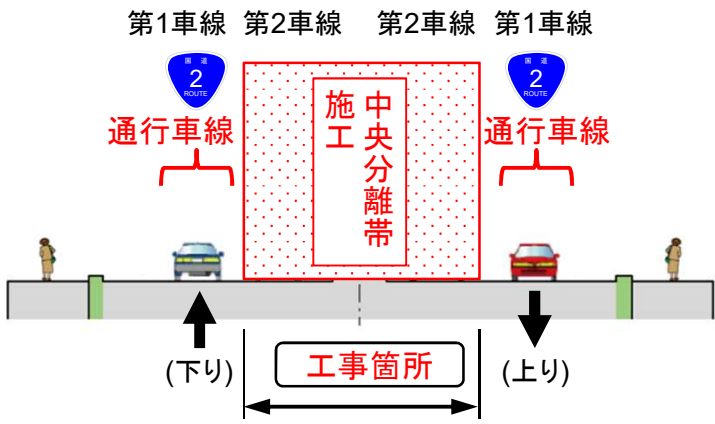 第1車線 第2車線 第2車線 第1車線
国道
2
ROUTE
国道
2
ROUTE
通行車線
通行車線
中央分離帯
施工
(下り)
工事箇所
(上り)